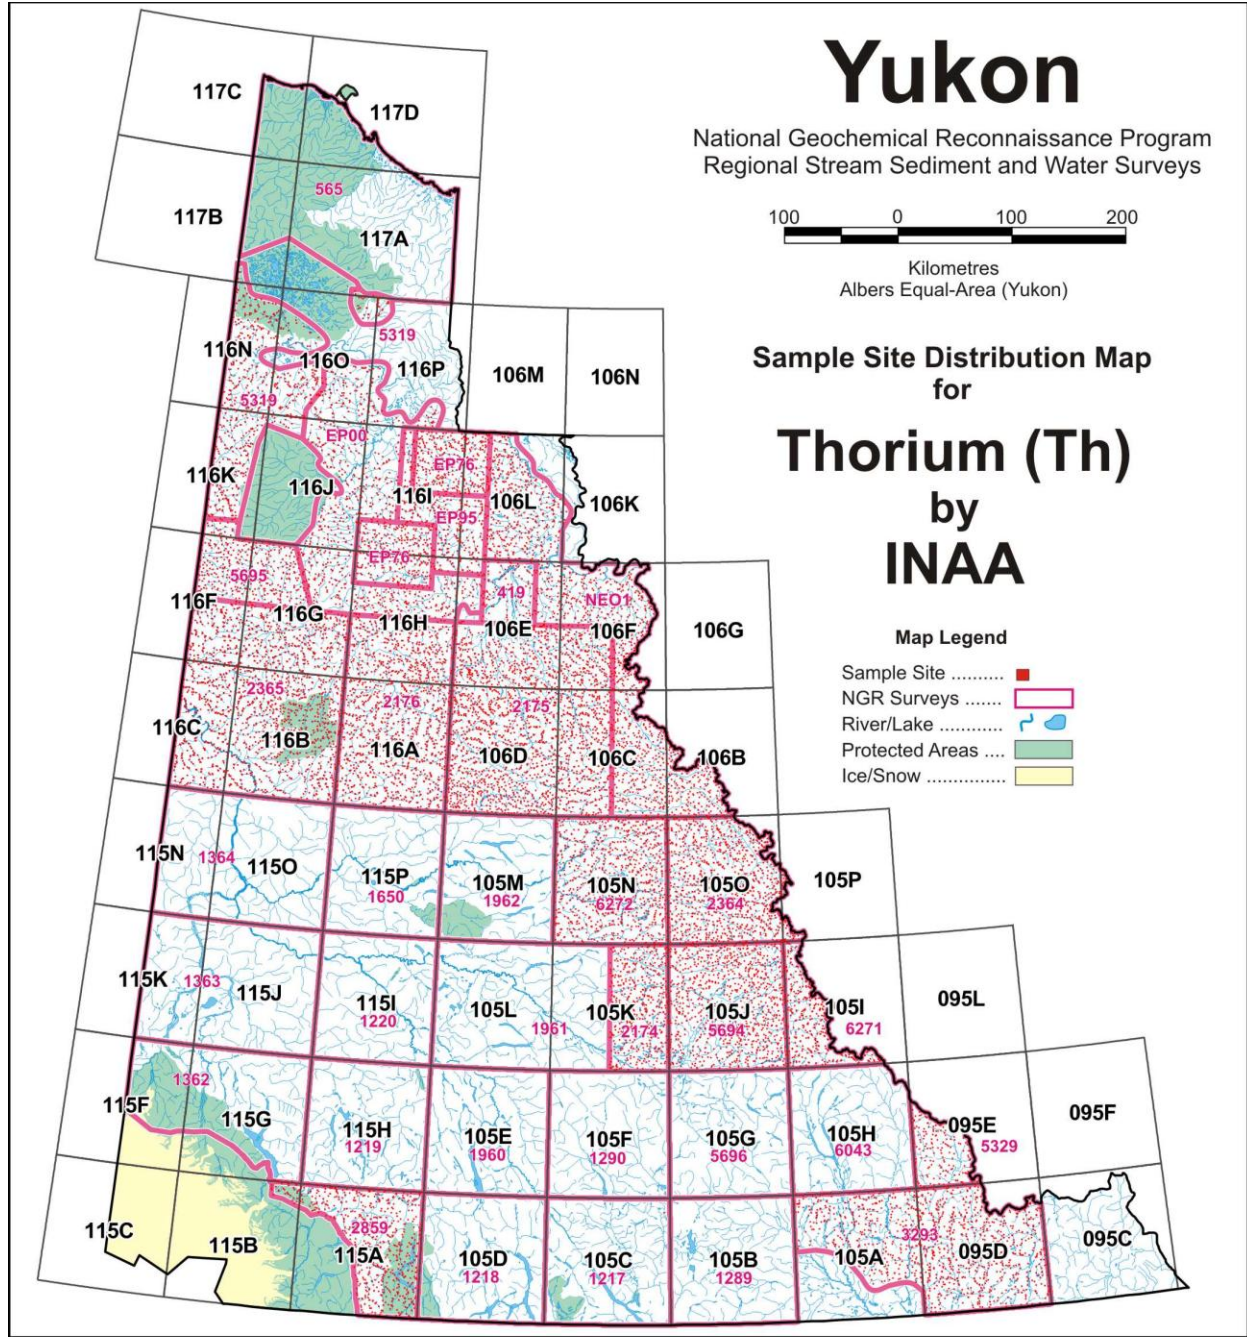 Yukon
National Geochemical Reconnaissance Program
Regional Stream Sediment and Water Surveys
100 0 100 200
Kilometres
Albers Equal-Area (Yukon)
Sample Site Distribution Map
for
Thorium (Th)
by
INAA
Map Legend
Sample Site ..........
NGR Surveys .......
River/Lake ............
Protected Areas ....
Ice/Snow ...............
117C
117D
565
117B
117A
5319
116N
116O
116P
106M
106N
5319
EP00
EP76
116K
116J
116I
106L
106K
EP95
EP76
5695
419
NEO1
116F
116G
116H
106E
106F
106G
2365
2176
2175
116C
116B
116A
106D
106C
106B
115N
1364
115O
115P
1650
105M
1962
105N
6272
105O
2364
105P
115K
1363
115J
115I
1220
105L
1961
105K
2174
105J
5694
105I
6271
095L
1362
115F
115G
115H
1219
105E
1960
105F
1290
105G
5696
105H
6043
095E
5329
095F
115C
115B
2859
115A
105D
1218
105C
1217
105B
1289
105A
3293
095D
095C